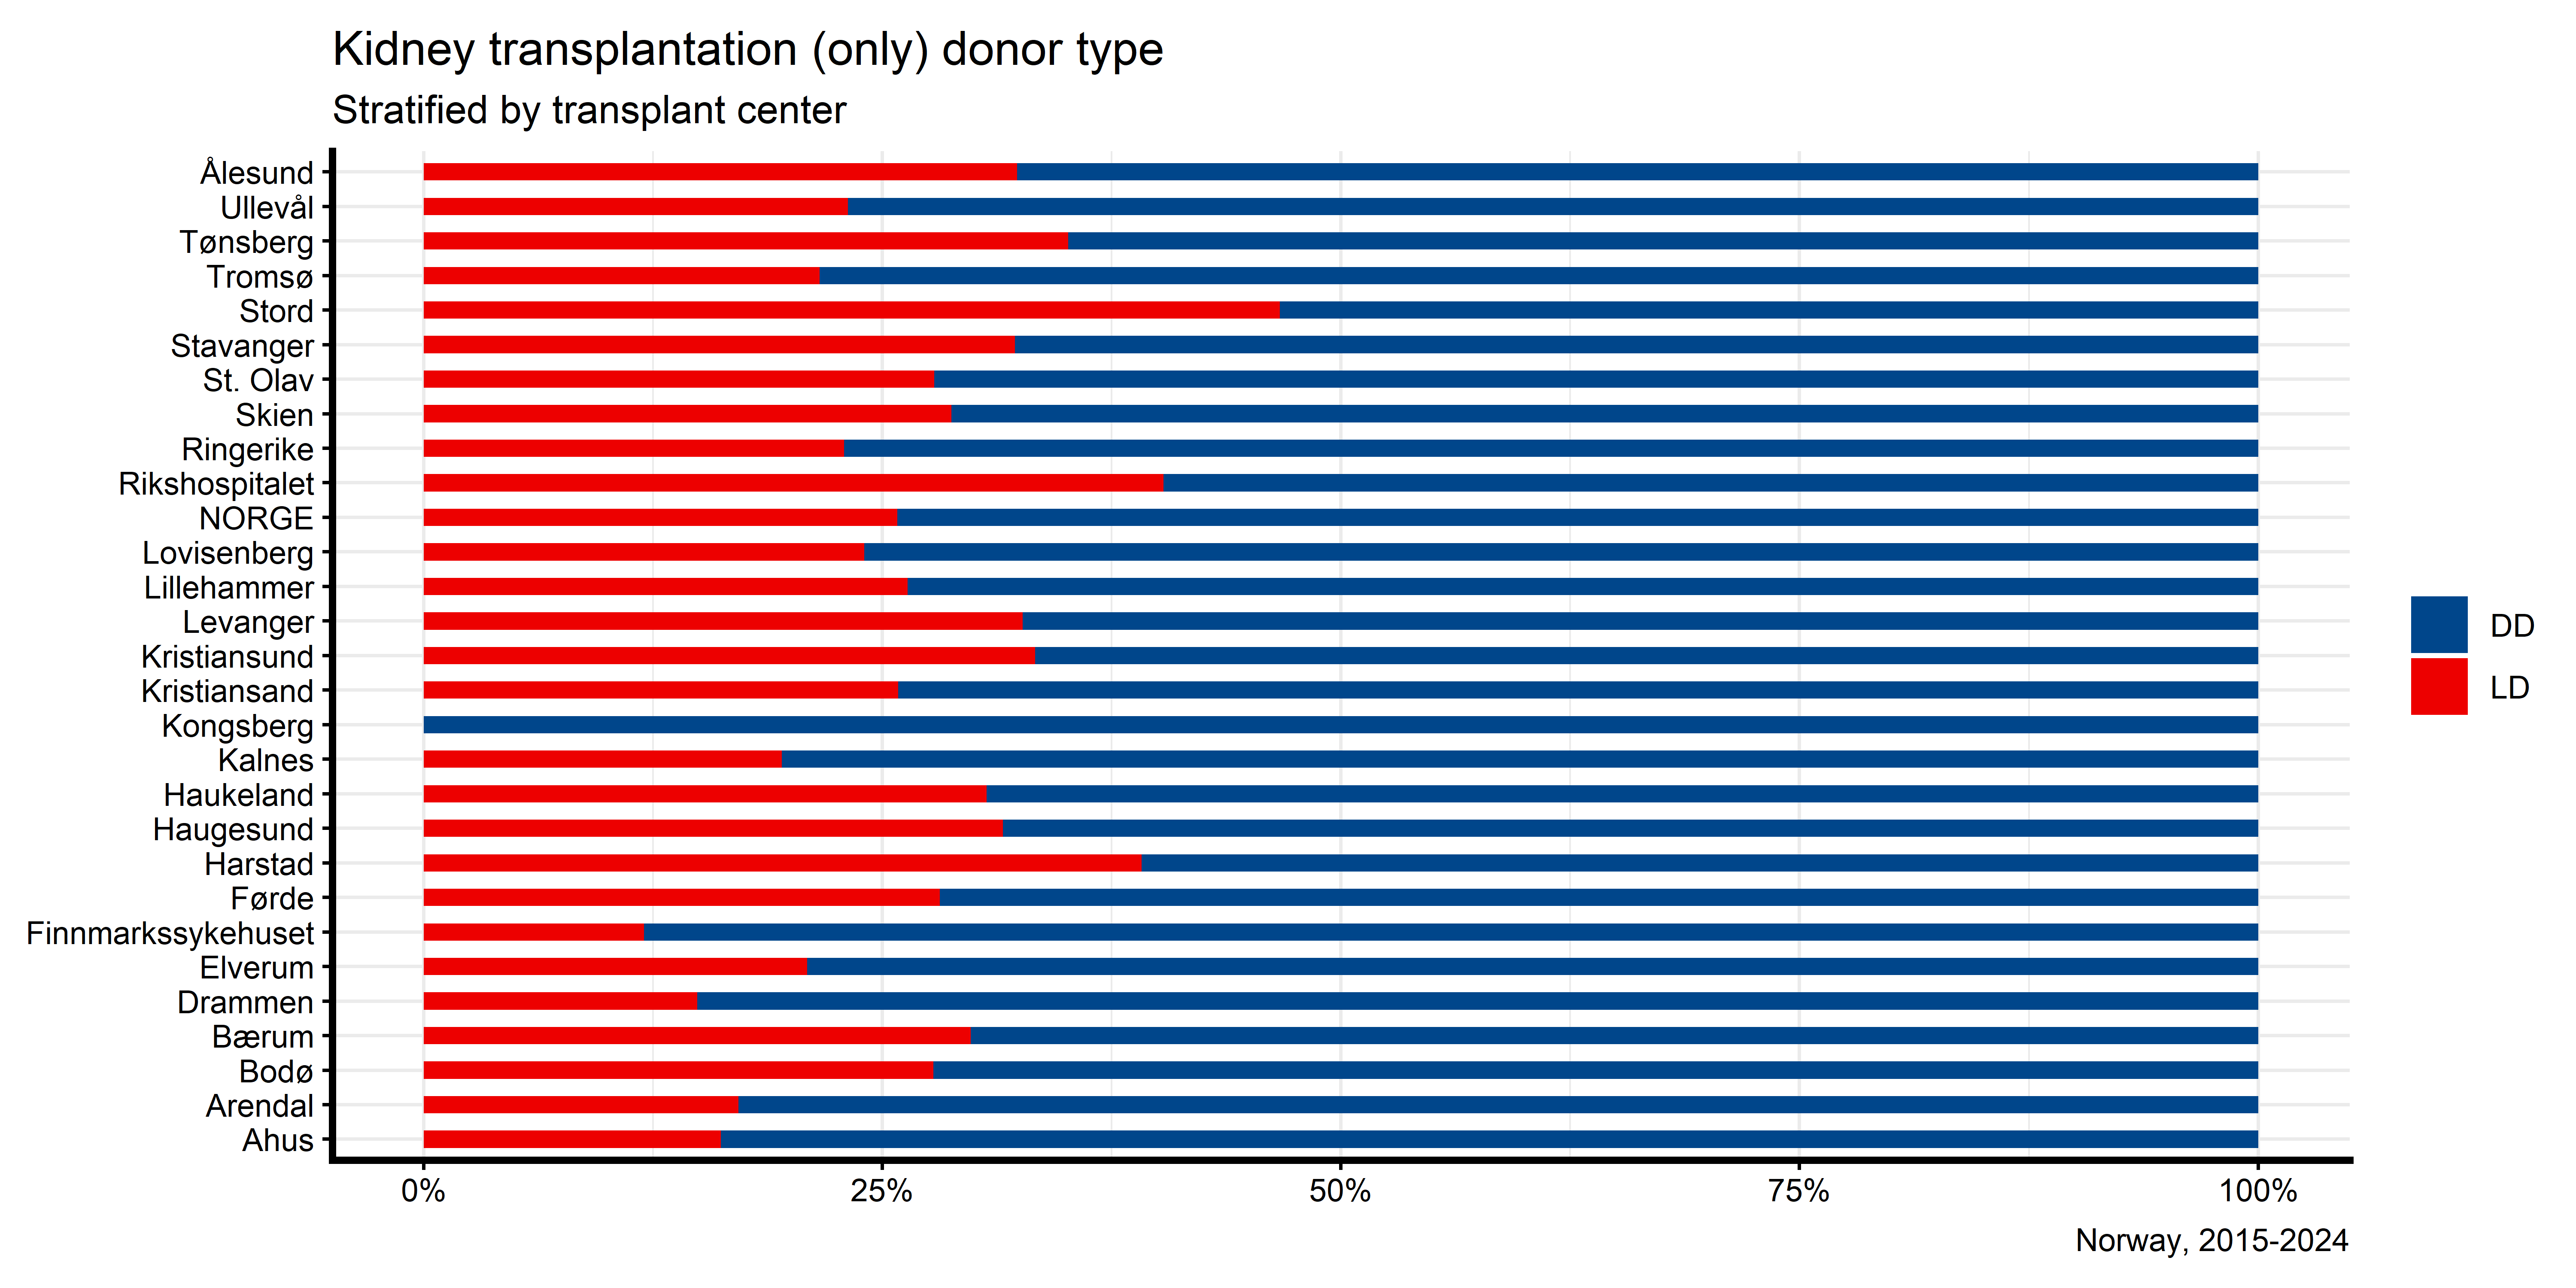 Kidney transplantation (only) donor type
Stratified by transplant center
Ålesund
Ullevål
Tønsberg
Tromsø
Stord
Stavanger
St. Olav
Skien
Ringerike
Rikshospitalet
NORGE
Lovisenberg
Lillehammer
Levanger
Kristiansund
Kristiansand
Kongsberg
Kalnes
Haukeland
Haugesund
Harstad
Førde
Finnmarkssykehuset
Elverum
Drammen
Bærum
Bodø
Arendal
Ahus
0% 25% 50% 75% 100%
DD
LD
Norway, 2015-2024